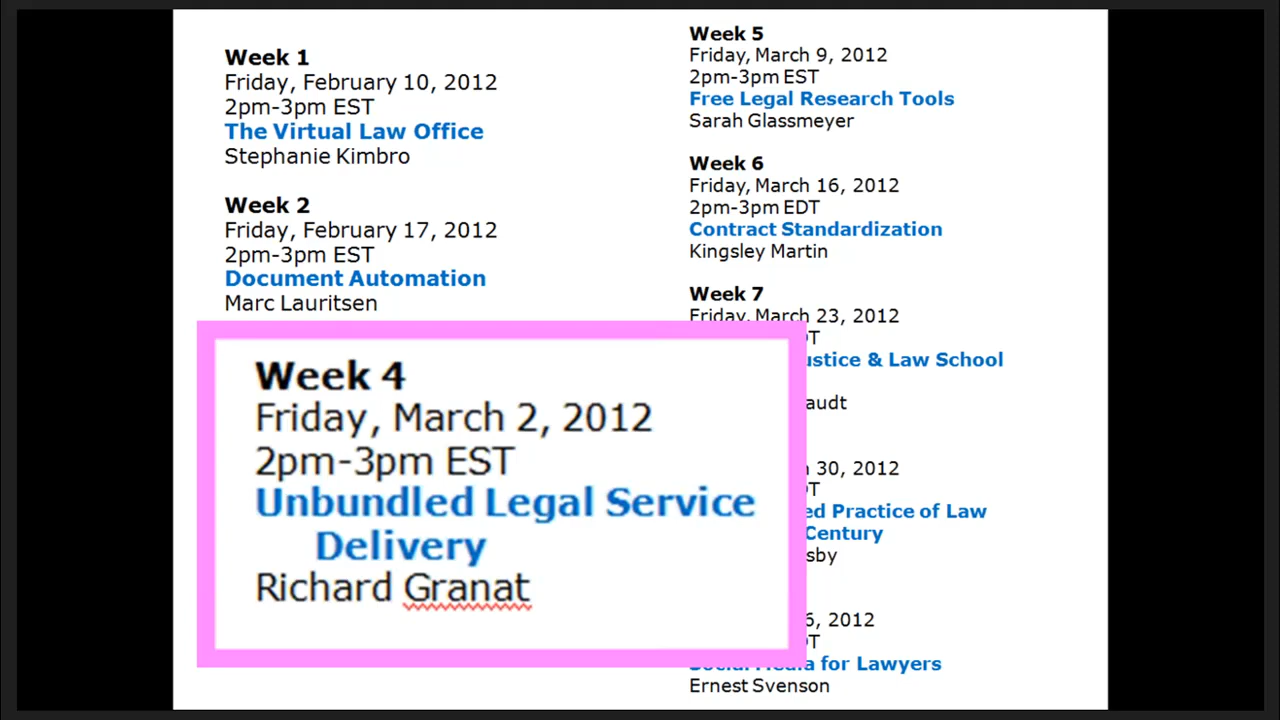 Week 1
Friday, February 10, 2012
2pm-3pm EST
The Virtual Law Office
Stephanie Kimbro
Week 2
Friday, February 17, 2012
2pm-3pm EST
Document Automation
Marc Lauritsen
Week 4
Friday, March 2, 2012
2pm-3pm EST
Unbundled Legal Service
Delivery
Richard Granat
Week 5
Friday, March 9, 2012
2pm-3pm EST
Free Legal Research Tools
Sarah Glassmeyer
Week 6
Friday, March 16, 2012
2pm-3pm EDT
Contract Standardization
Kingsley Martin
Week 7
Friday, March 23, 2012
& Law School
30, 2012
Practice of Law
Century
2012
Social Media for Lawyers
Ernest Svenson